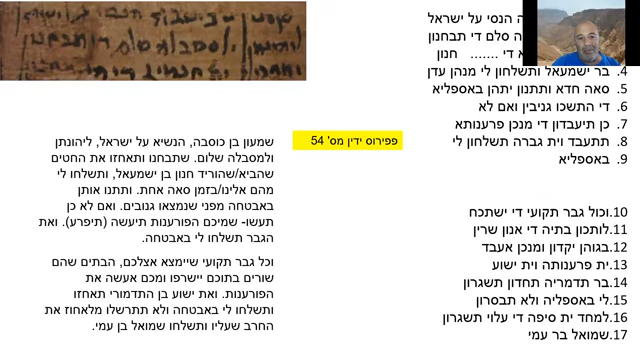 ה הנסי על ישראל
ה סלם די תבחנון
א די ....... חנון
4. בר ישמעאל ותשלחון לי מנהן עדן
5. סאה חדא ותתנון יתהן באספליא
6. די התשכו גניבין ואם לא
7. כן תיעבדון די מנכן פרענותא
8. תתעבד וית גברה תשלחון לי
9. באספליא
10. וכול גבר תקועי די ישתכח
11. לותכון בתיה די אנון שרין
12. בגוהן יקדון ומנכן אעבד
13. ית פרענותה וית ישוע
14. בר תדמריה תחדון תשגרון
15. לי באספליה ולא תבסרון
16. למחד ית סיפה די עלוי תשגרון
17. שמואל בר עמי
פפירוס ידין מס' 54
שמעון בן כוסבה, הנשיא על ישראל, ליהונתן
ולמסבלה שלום. שתבחנו ותאחזו את החטים
שהביא/שהוריד חנון בן ישמעאל, ותשלחו לי
מהם אלינו/בזמן סאה אחת. ותתנו אותן
באבטחה מפני שנמצאו גנובים. ואם לא כן
תעשו- שמיכם הפורענות תיעשה (תיפרע). ואת
הגבר תשלחו לי באבטחה.
וכל גבר תקועי שיימצא אצלכם, הבתים שהם
שורים בתוכם יישרפו ומכם אעשה את
הפורענות. ואת ישוע בן התדמורי תאחזו
ותשלחו לי באבטחה ולא תתרשלו מלאחוז את
החרב שעליו ותשלחו שמואל בן עמי.